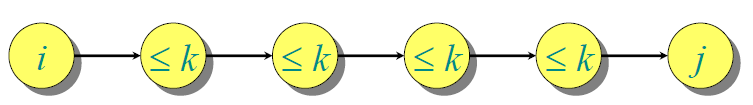 i ≤ k ≤ k ≤ k ≤ k j